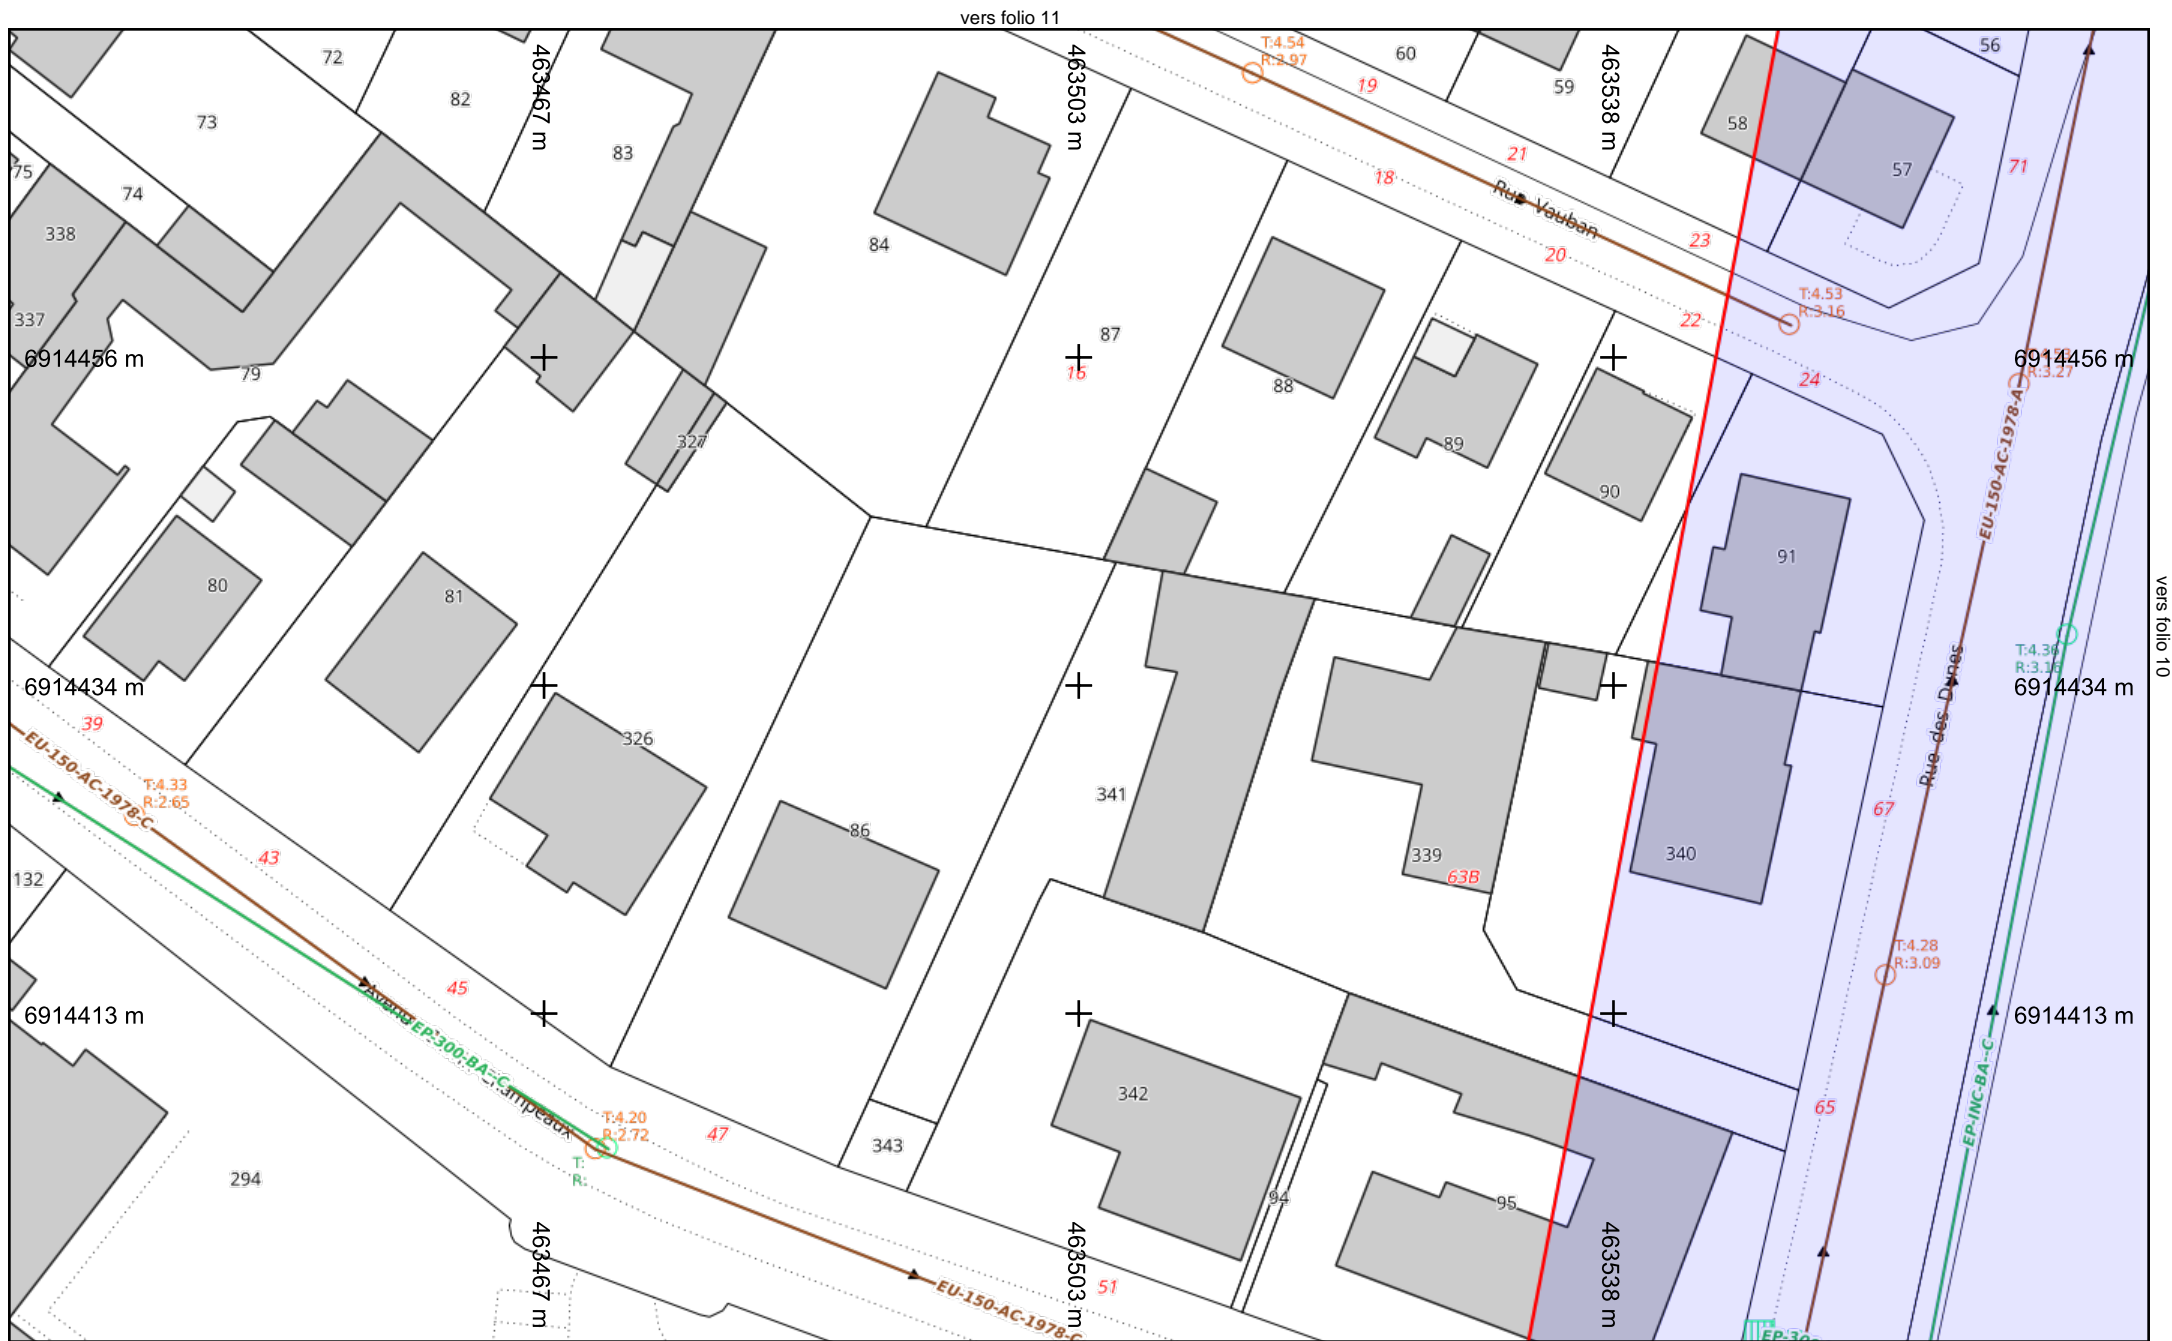 vers folio 11
72
82
73
83
74
75
338
337
79
84
87
16
88
89
90
91
60
59
58
57
56
71
19
21
23
18
20
22
24
T:4.54
R:2.97
Rue Vauban
T:4.53
R:3.16
R:3.27
463467 m
463503 m
463538 m
6914456 m
6914456 m
EU-150-AC-1978-A
327
80
81
326
86
341
339
63B
340
67
Rue des Dunes
T:4.36
R:3.16
vers folio 10
6914434 m
6914434 m
39
EU-150-AC-1978-C
T:4.33
R:2.65
43
45
132
T:4.28
R:3.09
6914413 m
6914413 m
EP-300-BA--C
Champeaux
T:4.20
R:2.72
T:
R:
47
343
342
94
95
65
EP-INC-BA--C
294
51
EU-150-AC-1978-C
463467 m
463503 m
463538 m